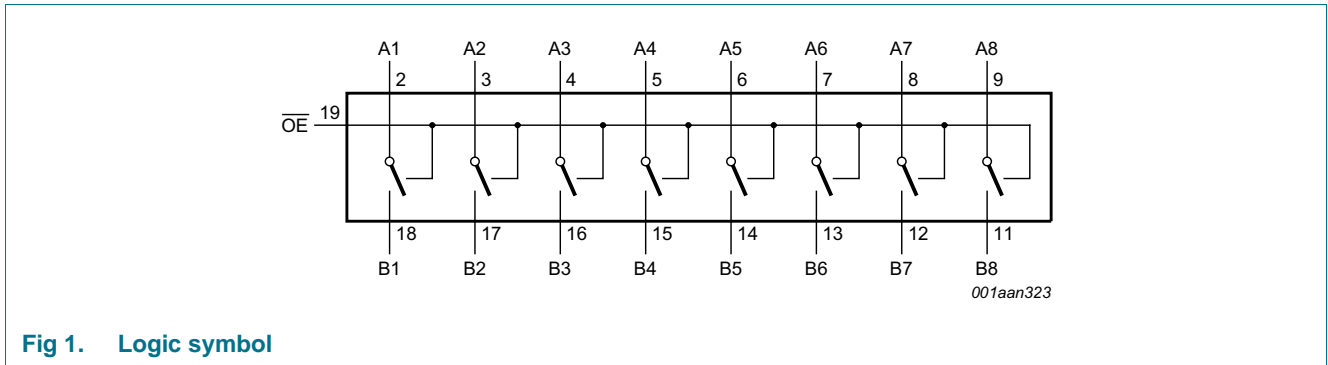 A1 A2 A3 A4 A5 A6 A7 A8
2 3 4 5 6 7 8 9
O̅E̅ 19
18 17 16 15 14 13 12 11
B1 B2 B3 B4 B5 B6 B7 B8
001aan323
Fig 1. Logic symbol